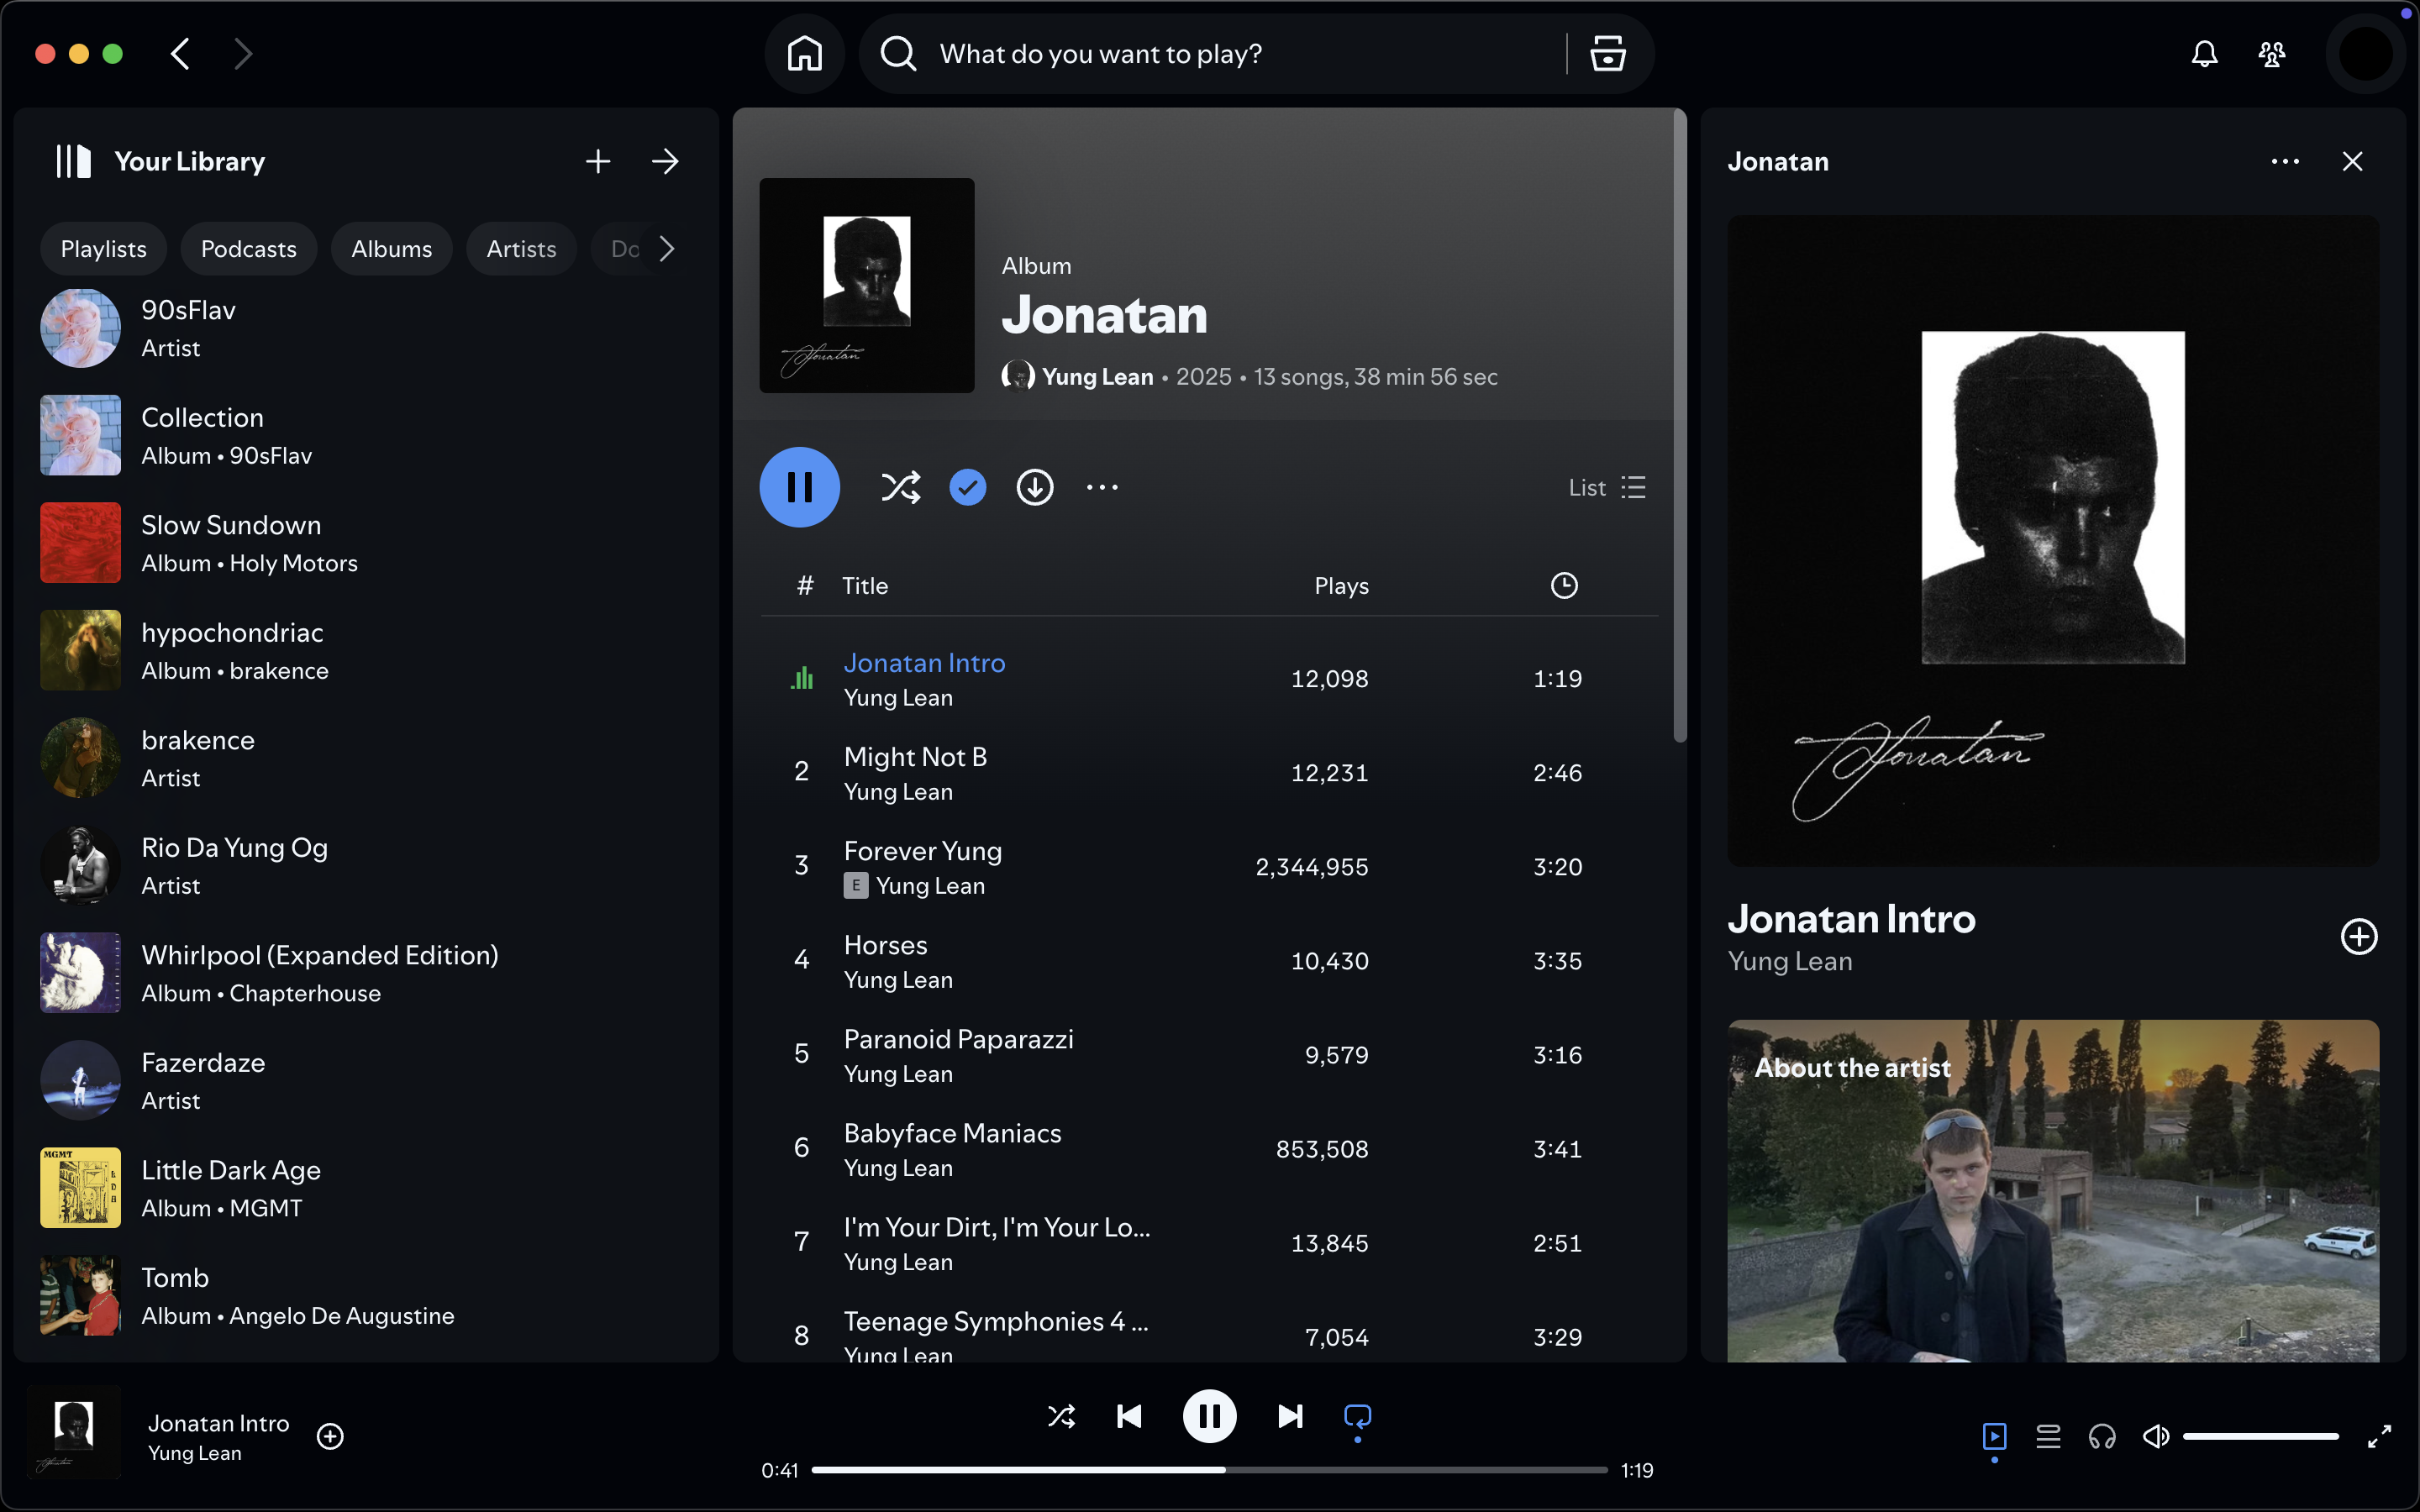 What do you want to play?
Your Library
Playlists
Podcasts
Albums
Artists
Do
90sFlav
Artist
Collection
Album • 90sFlav
Slow Sundown
Album • Holy Motors
hypochondriac
Album • brakence
brakence
Artist
Rio Da Yung Og
Artist
Whirlpool (Expanded Edition)
Album • Chapterhouse
Fazerdaze
Artist
MGMT
Little Dark Age
Album • MGMT
Tomb
Album • Angelo De Augustine
Jonatan
Album
Jonatan
Yung Lean • 2025 • 13 songs, 38 min 56 sec
List
# Title Plays
Jonatan Intro 12,098 1:19
Yung Lean
2 Might Not B 12,231 2:46
Yung Lean
3 Forever Yung 2,344,955 3:20
E Yung Lean
4 Horses 10,430 3:35
Yung Lean
5 Paranoid Paparazzi 9,579 3:16
Yung Lean
6 Babyface Maniacs 853,508 3:41
Yung Lean
7 I'm Your Dirt, I'm Your Lo... 13,845 2:51
Yung Lean
8 Teenage Symphonies 4 ... 7,054 3:29
Yung Lean
Jonatan
Jonatan
Jonatan Intro
Yung Lean
About the artist
Jonatan Intro
Yung Lean
0:41
1:19